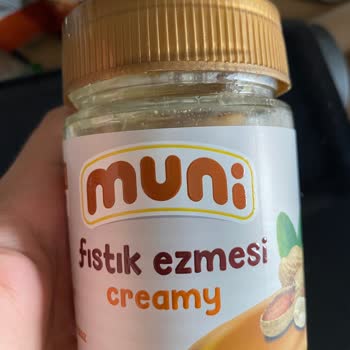 muni
fıstık ezmesi
creamy